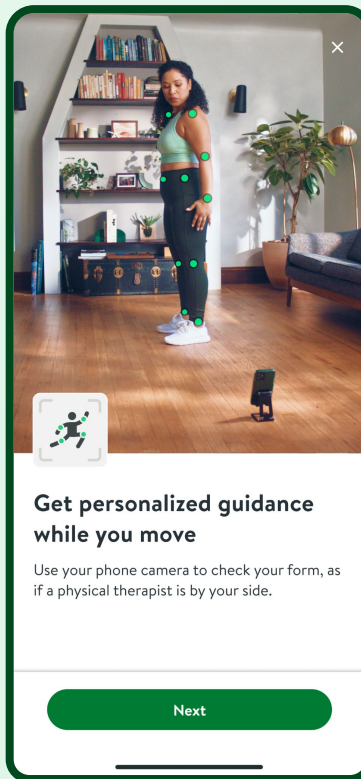 Get personalized guidance
while you move
Use your phone camera to check your form, as
if a physical therapist is by your side.
Next